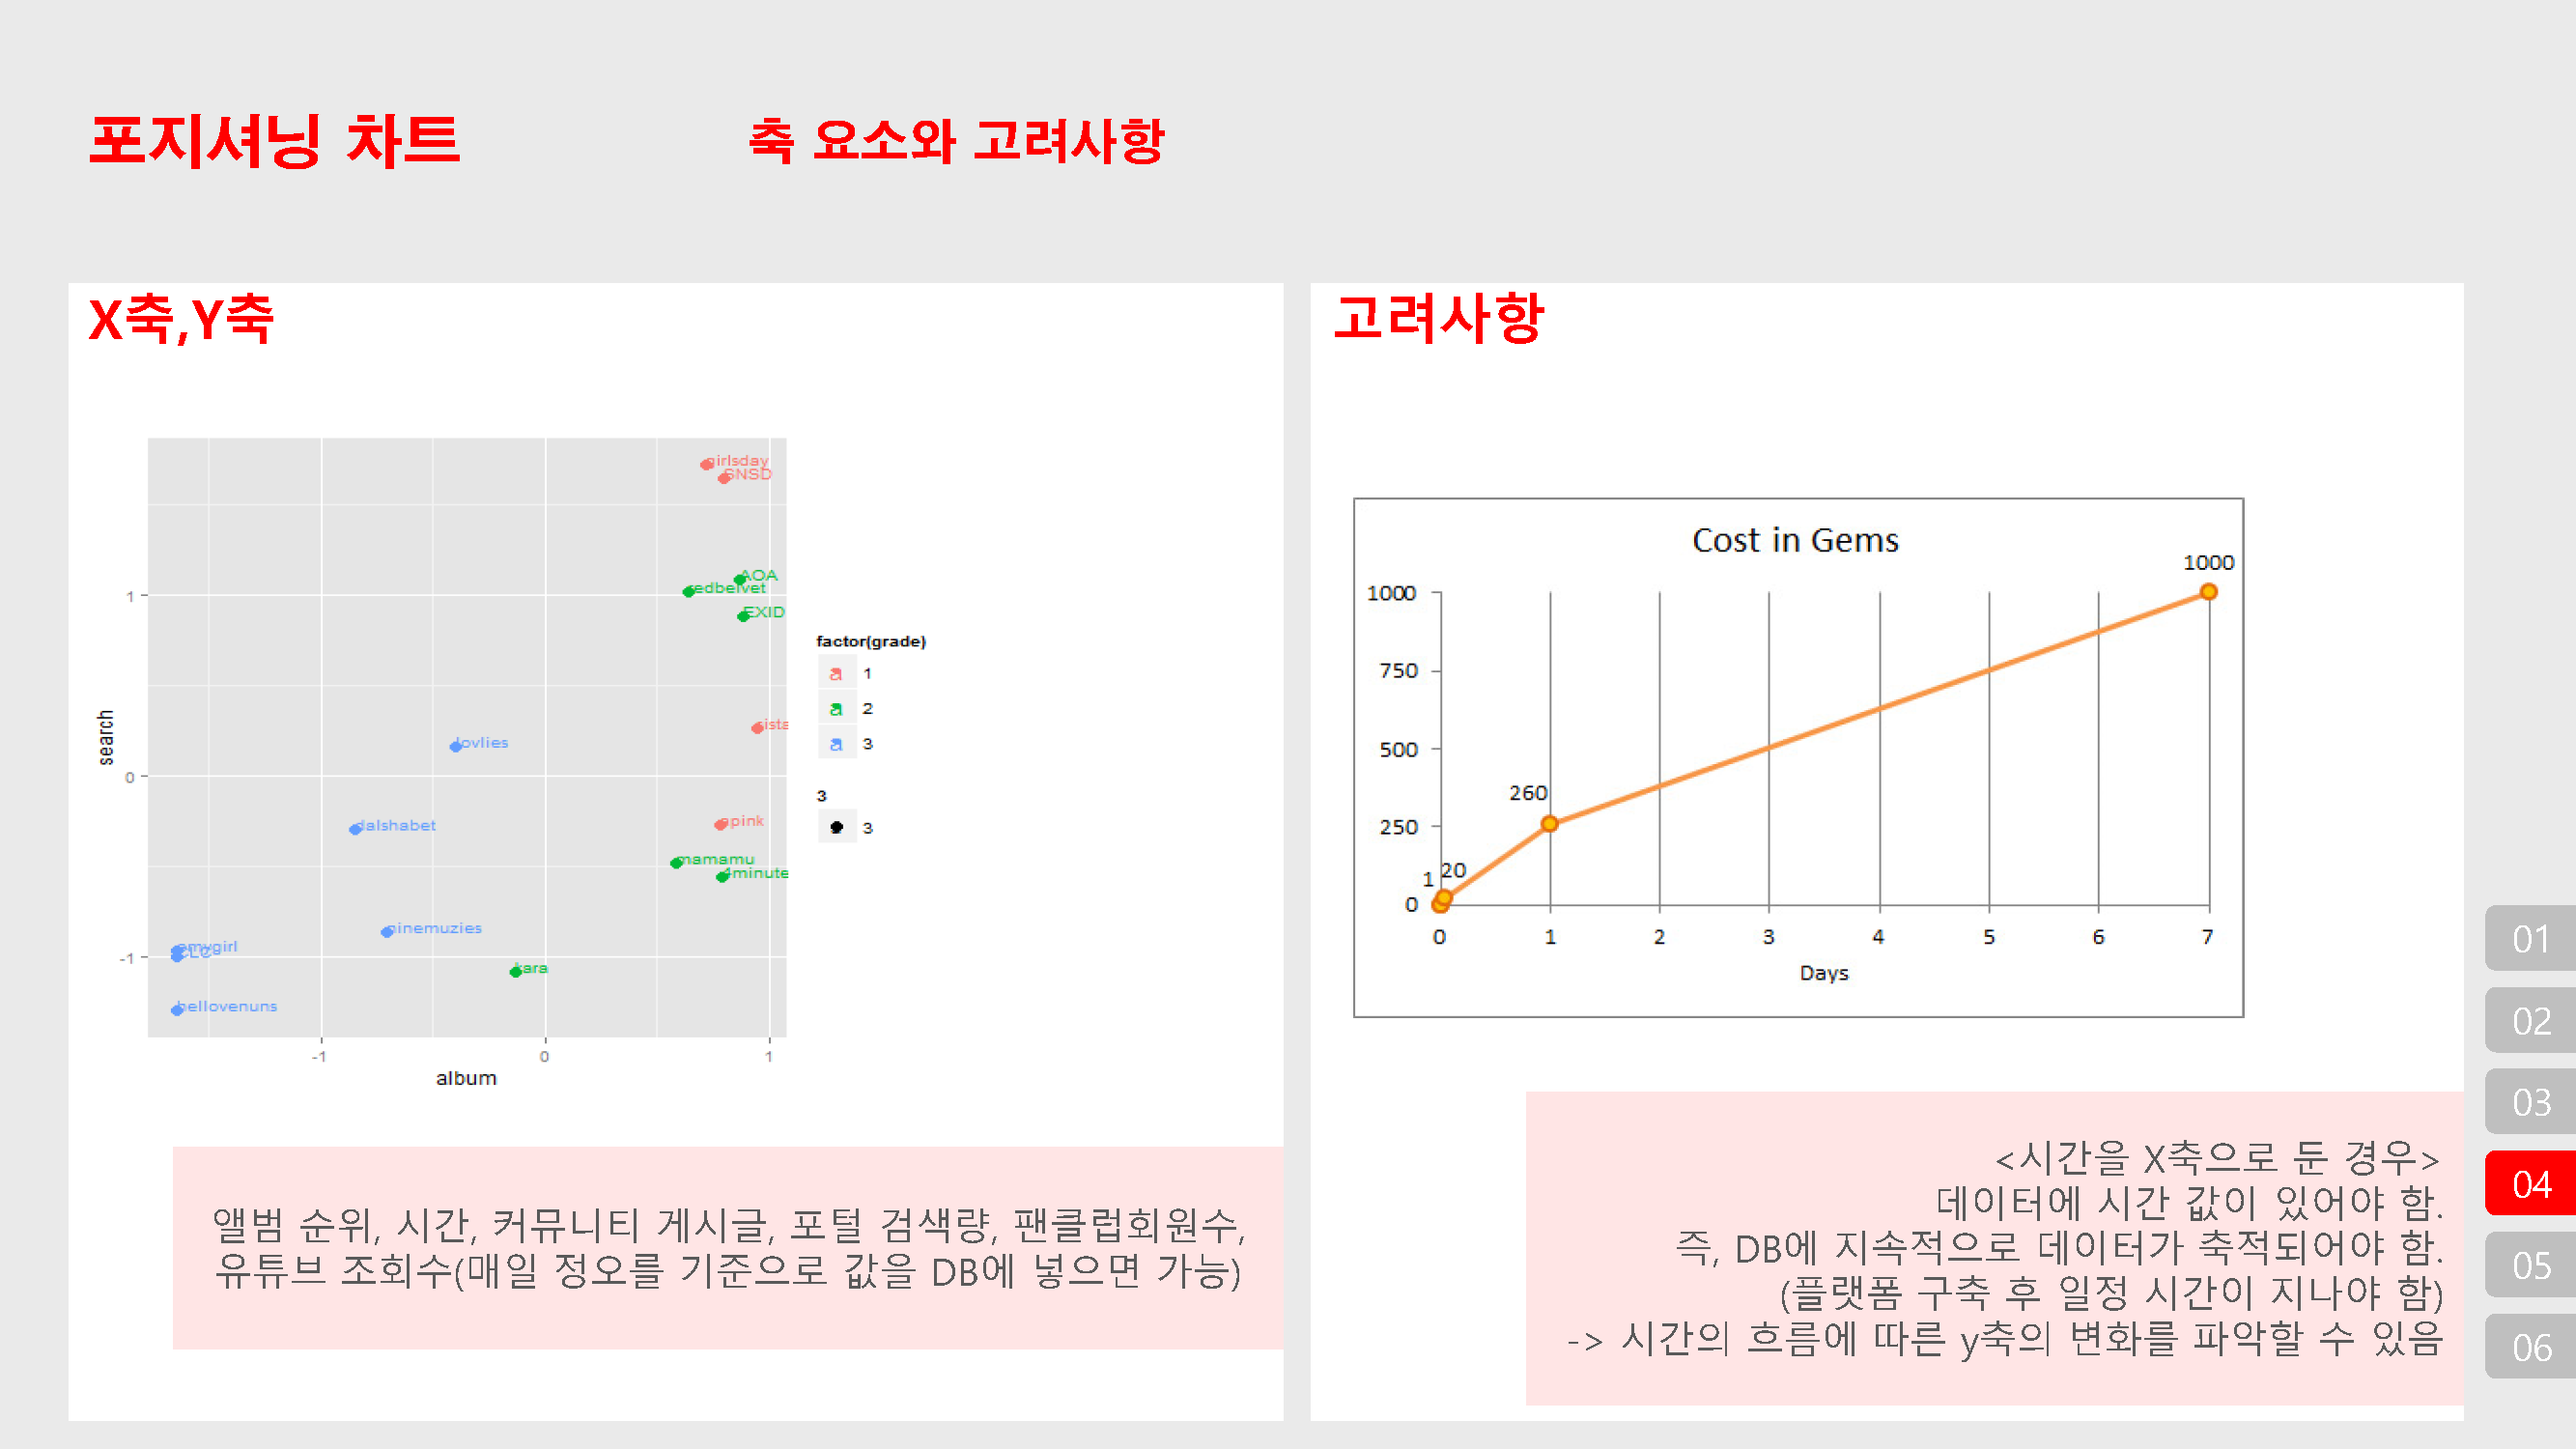 포지셔닝 차트
축 요소와 고려사항
X축,Y축
girlsday
SNSD
AOA
redbelvet
EXID
1
lovlies
0
dalshabet
apink
mamamu
4minute
ninemuzies
CLC
-1
kara
hellovenuns
-1 0 1
search
album
factor(grade)
a 1
a 2
a 3
3
3
앨범 순위, 시간, 커뮤니티 게시글, 포털 검색량, 팬클럽회원수,
유튜브 조회수(매일 정오를 기준으로 값을 DB에 넣으면 가능)
고려사항
Cost in Gems
1000
1000
750
500
260
250
20
1
0
0 1 2 3 4 5 6 7
Days
<시간을 X축으로 둔 경우>
데이터에 시간 값이 있어야 함.
즉, DB에 지속적으로 데이터가 축적되어야 함.
(플랫폼 구축 후 일정 시간이 지나야 함)
-> 시간의 흐름에 따른 y축의 변화를 파악할 수 있음
01
02
03
04
05
06